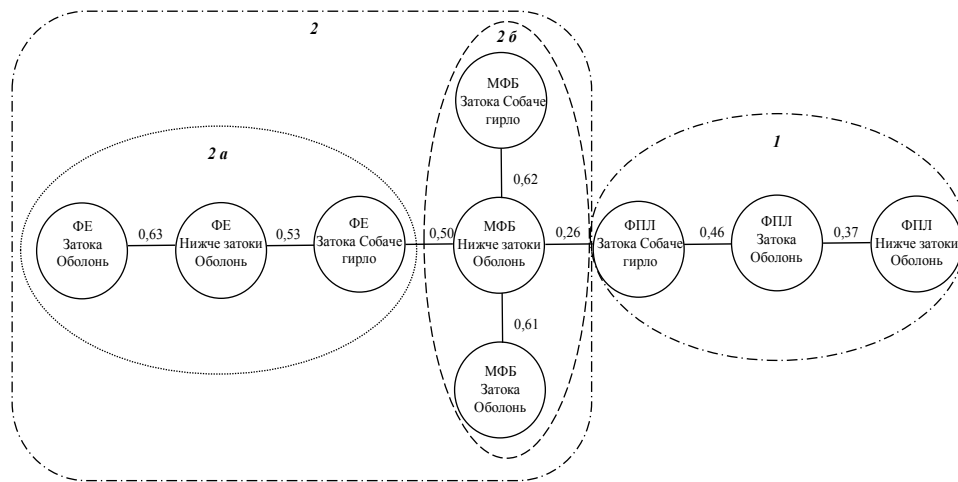 2
2 б
МФБ
Затока Собаче
гирло
0,62
2 а
ФЕ
Затока
Оболонь
0,63
ФЕ
Нижче затоки
Оболонь
0,53
ФЕ
Затока Собаче
гирло
0,50
МФБ
Нижче затоки
Оболонь
0,26
0,61
МФБ
Затока
Оболонь
1
ФПЛ
Затока Собаче
гирло
0,46
ФПЛ
Затока
Оболонь
0,37
ФПЛ
Нижче затоки
Оболонь